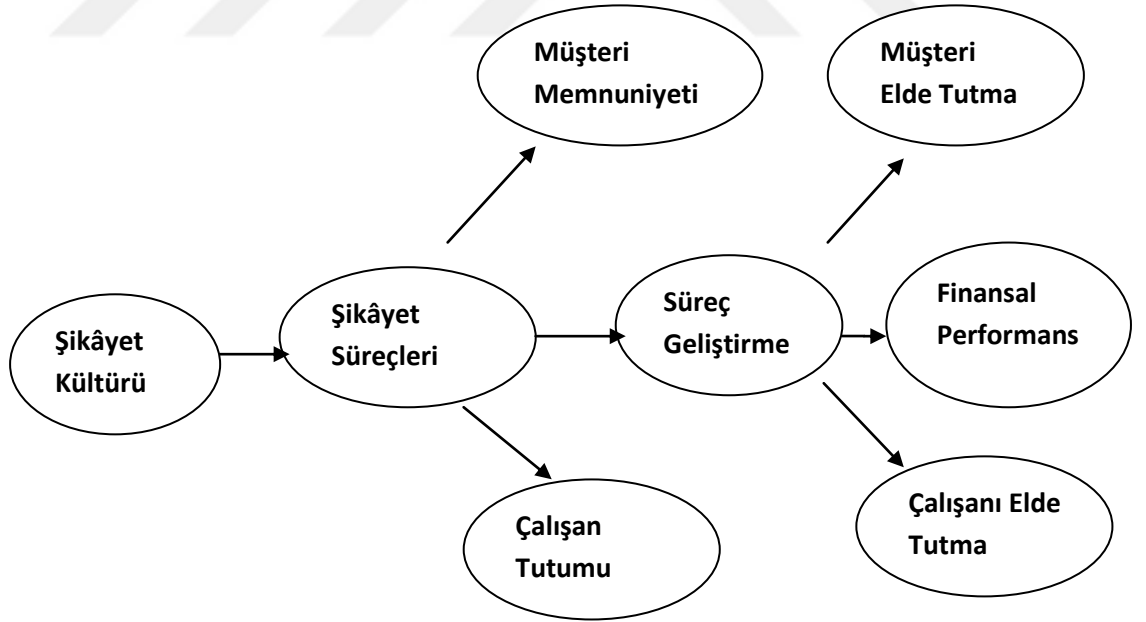 Müşteri
Memnuniyeti
Müşteri
Elde Tutma
Şikâyet
Kültürü
Şikâyet
Süreçleri
Süreç
Geliştirme
Finansal
Performans
Çalışan
Tutumu
Çalışanı Elde
Tutma